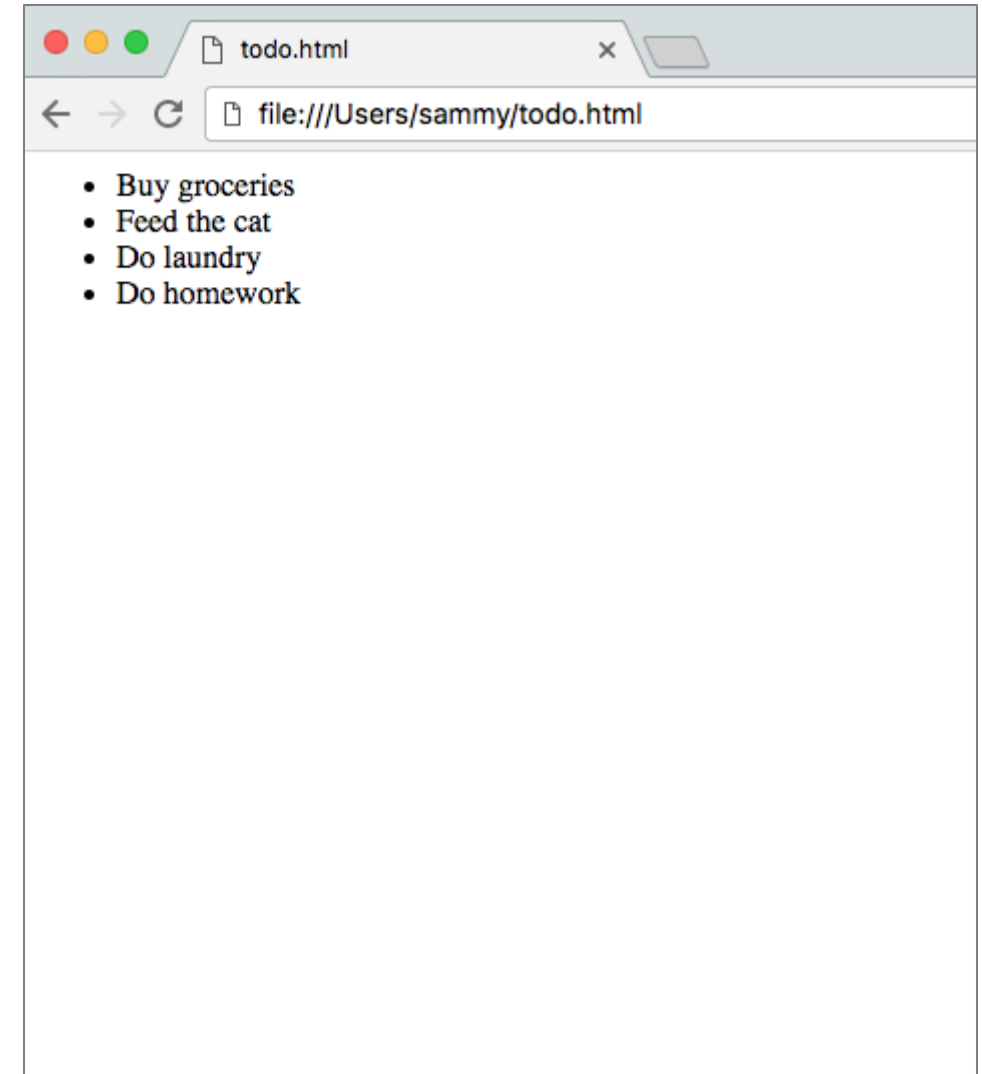 todo.html
file:///Users/sammy/todo.html
• Buy groceries
• Feed the cat
• Do laundry
• Do homework